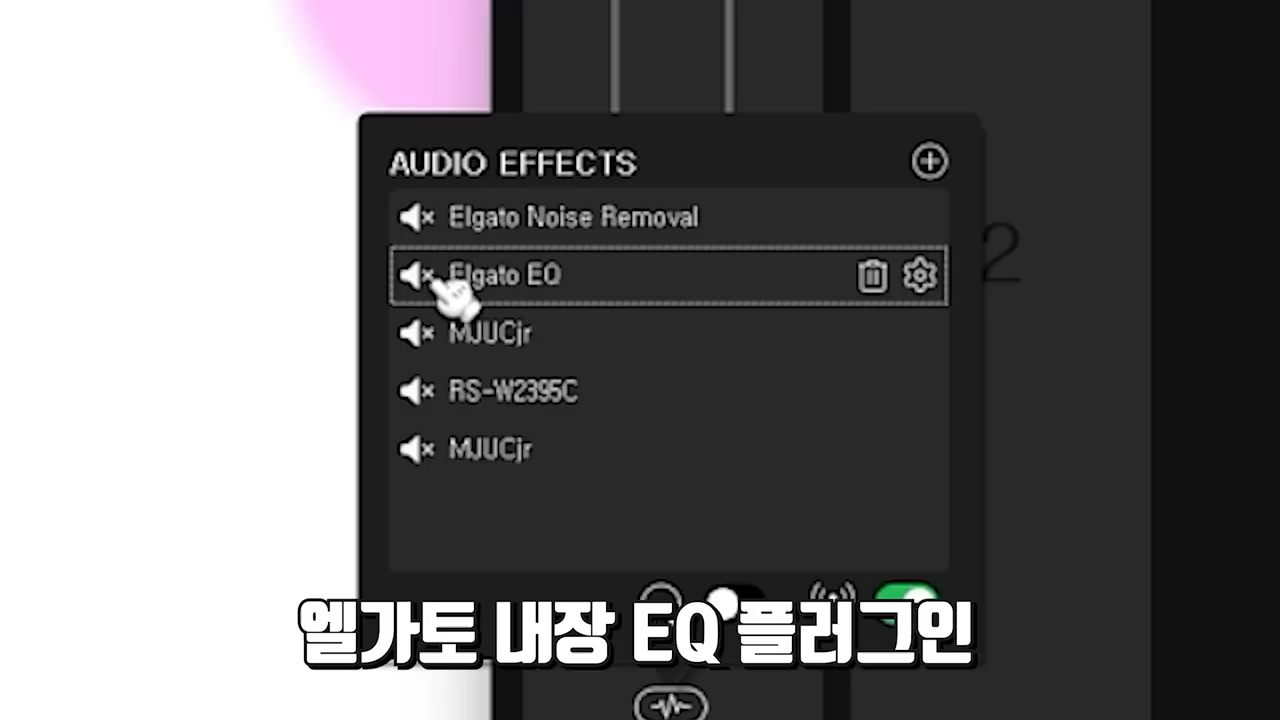 AUDIO EFFECTS
Elgato Noise Removal
Elgato EQ
MJUCjr
RS-W2395C
MJUCjr
2
엘가토 내장 EQ 플러그인